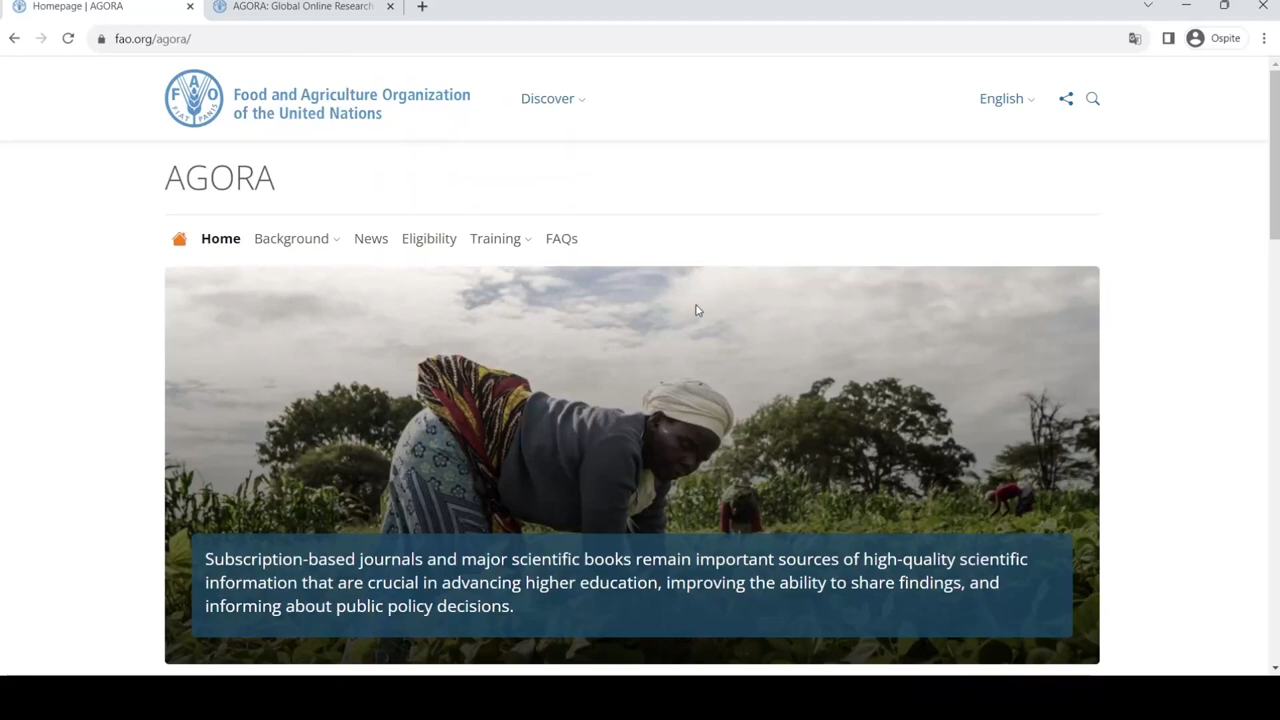 Homepage | AGORA
AGORA: Global Online Research
fao.org/agora/
Ospite
F A O
FIAT PANIS
Food and Agriculture Organization
of the United Nations
Discover
English
AGORA
Home Background News Eligibility Training FAQs
Subscription-based journals and major scientific books remain important sources of high-quality scientific
information that are crucial in advancing higher education, improving the ability to share findings, and
informing about public policy decisions.